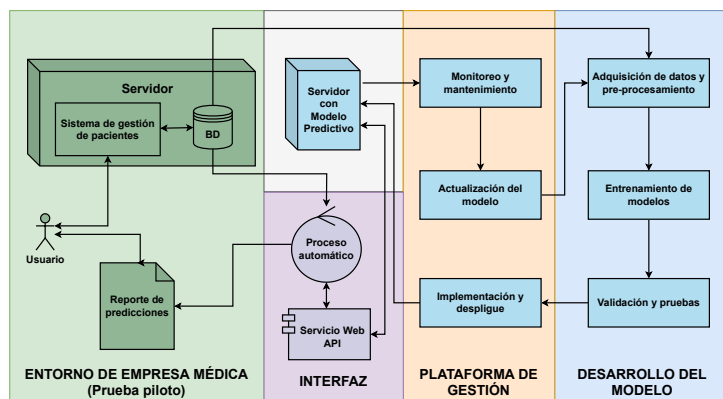 Servidor
Sistema de gestión
de pacientes
BD
Usuario
Reporte de
predicciones
ENTORNO DE EMPRESA MÉDICA
(Prueba piloto)
Servidor
con
Modelo
Predictivo
Proceso
automático
Servicio Web
API
INTERFAZ
Monitoreo y
mantenimiento
Actualización del
modelo
Implementación y
despligue
PLATAFORMA DE
GESTIÓN
Adquisición de datos y
pre-procesamiento
Entrenamiento de
modelos
Validación y pruebas
DESARROLLO DEL
MODELO